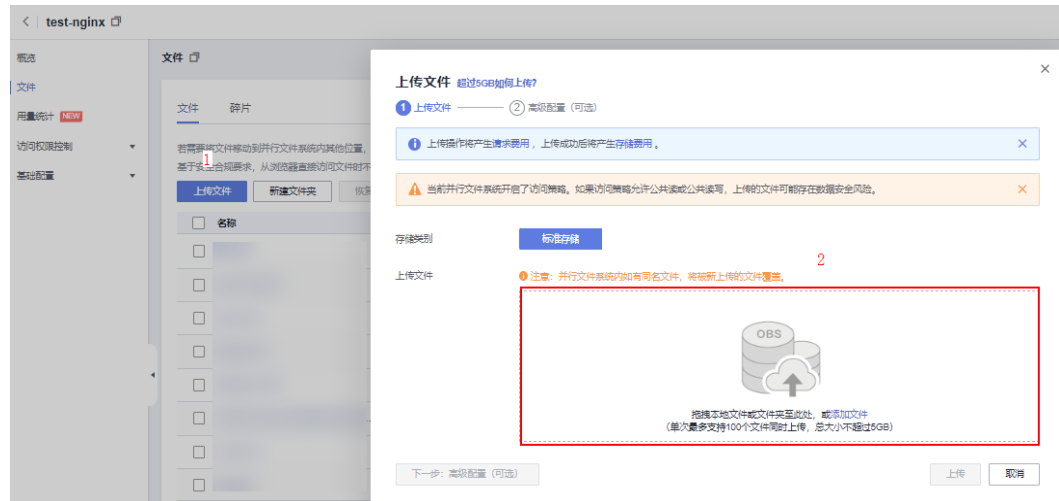 test-nginx
概览
文件
用量统计 NEW
访问权限控制
基础配置
文件
文件 碎片
若需要将文件移动到并行文件系统内其他位置，
1
基于安全合规要求，从浏览器直接访问文件时不
上传文件 新建文件夹 恢复
名称
上传文件 超过5GB如何上传?
1 上传文件 2 高级配置（可选）
上传操作将产生请求费用，上传成功后将产生存储费用。
当前并行文件系统开启了访问策略。如果访问策略允许公共读或公共读写，上传的文件可能存在数据安全风险。
存储类别 标准存储
2
上传文件 注意：并行文件系统内如有同名文件，将被新上传的文件覆盖。
OBS
拖拽本地文件或文件夹至此处，或添加文件
（单次最多支持100个文件同时上传，总大小不超过5GB）
下一步：高级配置（可选） 上传 取消